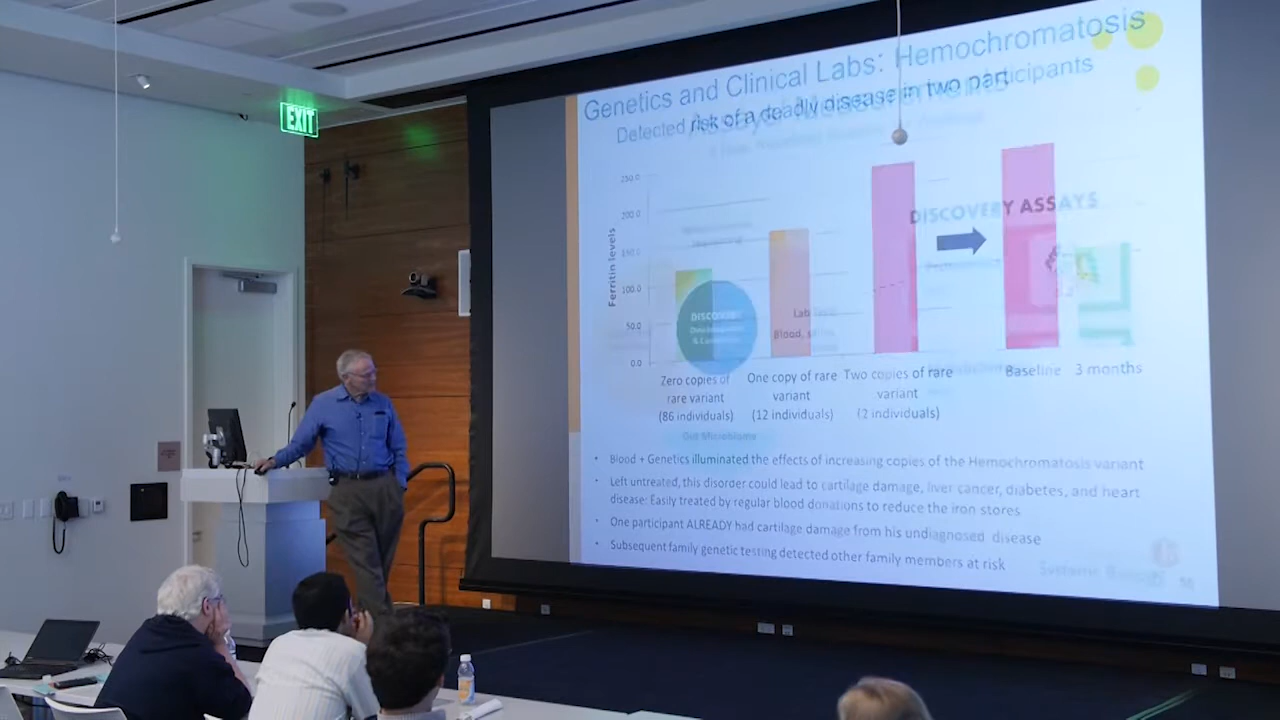 EXIT
Genetics and Clinical Labs: Hemochromatosis
Detected risk of a deadly disease in two participants
DISCOVERY ASSAYS
250.0
200.0
150.0
100.0
50.0
0.0
Ferritin levels
DISCOVERY
Lab
Blood,
Zero copies of
rare variant
(86 individuals)
One copy of rare
variant
(12 individuals)
Two copies of rare
variant
(2 individuals)
Baseline
3 months
Gut Microbiome
• Blood + Genetics illuminated the effects of increasing copies of the Hemochromatosis variant
• Left untreated, this disorder could lead to cartilage damage, liver cancer, diabetes, and heart
disease: Easily treated by regular blood donations to reduce the iron stores
• One participant ALREADY had cartilage damage from his undiagnosed disease
• Subsequent family genetic testing detected other family members at risk